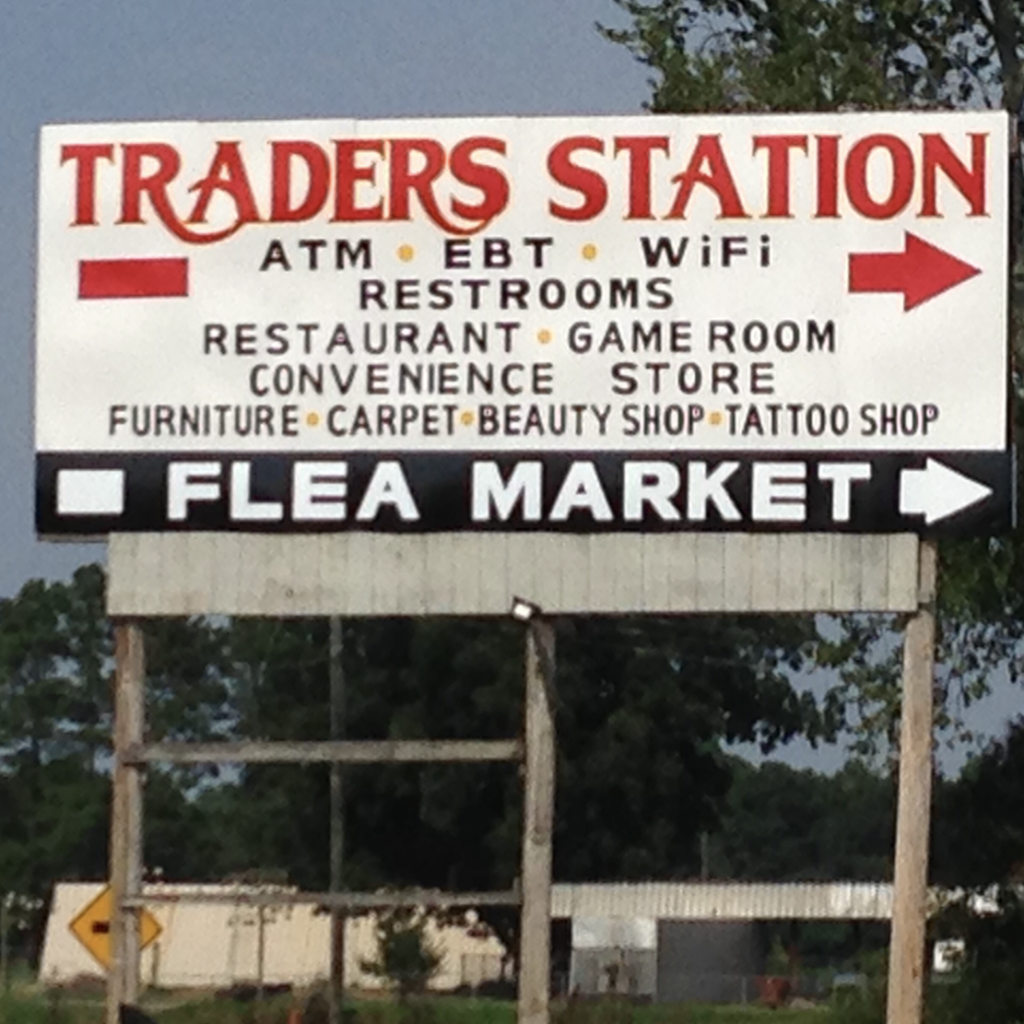 TRADERS STATION
ATM • EBT • WiFi
RESTROOMS
RESTAURANT • GAME ROOM
CONVENIENCE STORE
FURNITURE • CARPET • BEAUTY SHOP • TATTOO SHOP
FLEA MARKET